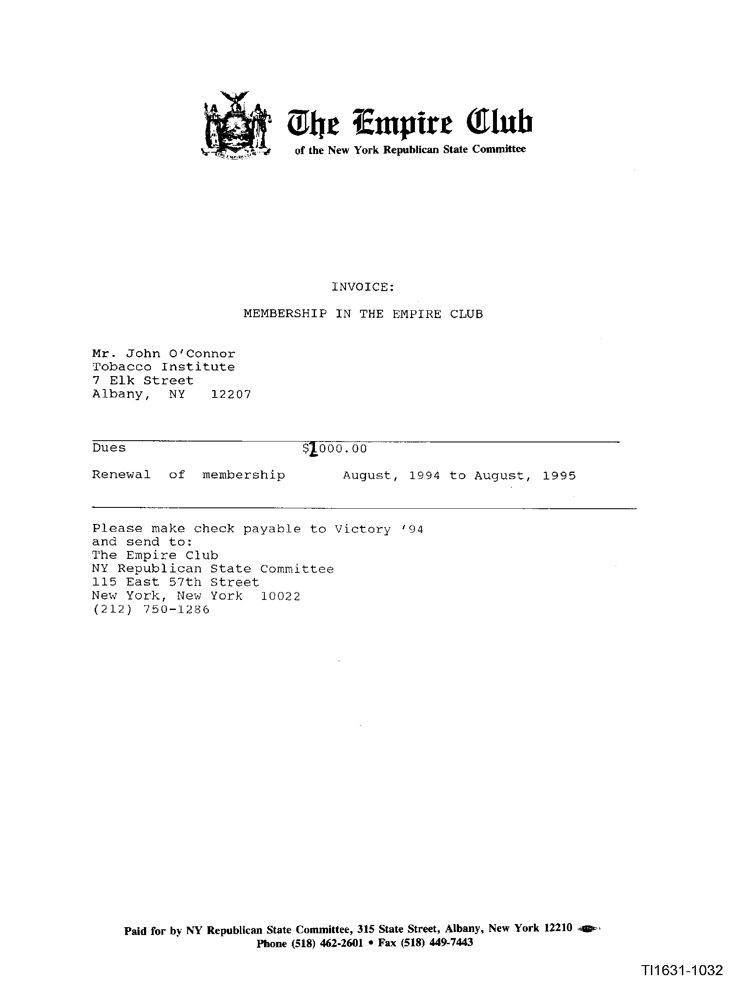 The Empire Club
of the New York Republican State Committee
INVOICE:
MEMBERSHIP IN THE EMPIRE CLUB
Mr. John O'Connor
Tobacco Institute
7 Elk Street
Albany, NY 12207
Dues $1000.00
Renewal of membership August, 1994 to August, 1995
Please make check payable to Victory '94
and send to:
The Empire Club
NY Republican State Committee
115 East 57th Street
New York, New York 10022
(212) 750-1286
Paid for by NY Republican State Committee, 315 State Street, Albany, New York 12210
Phone (518) 462-2601 • Fax (518) 449-7443
TI1631-1032